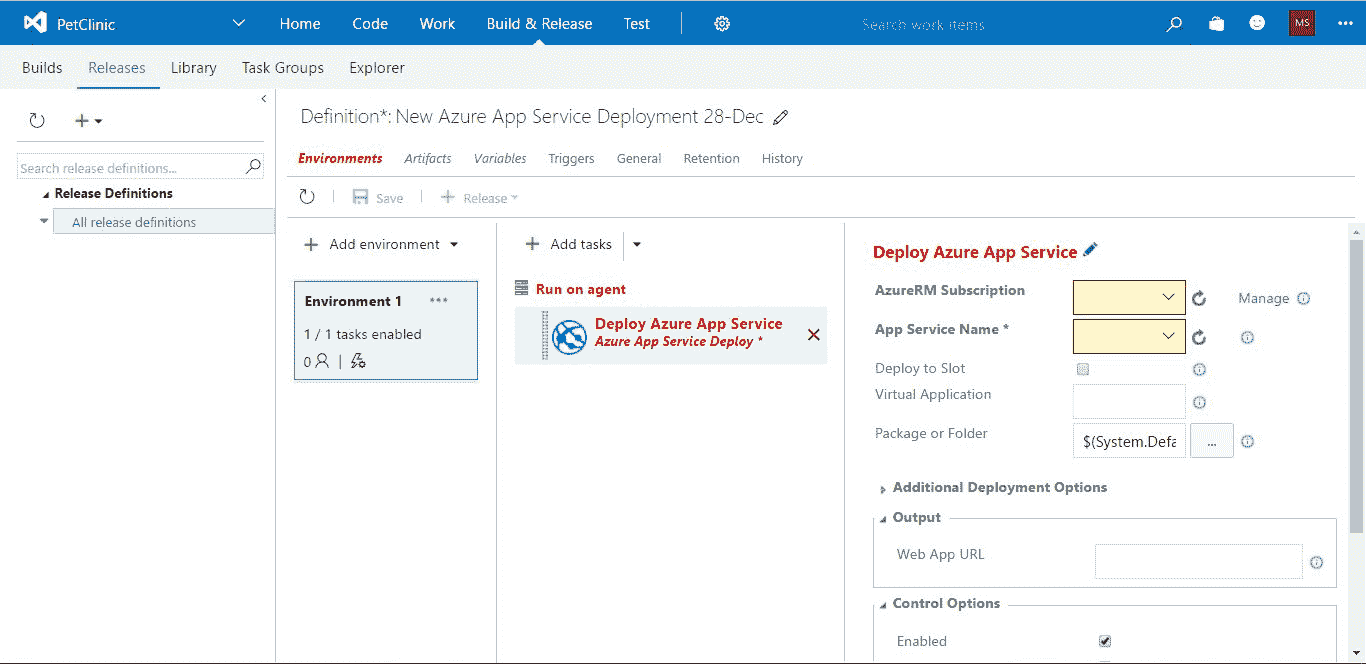 PetClinic
Home Code Work Build & Release Test
Search work items
MS
Builds Releases Library Task Groups Explorer
Search release definitions...
Release Definitions
All release definitions
Definition*: New Azure App Service Deployment 28-Dec
Environments Artifacts Variables Triggers General Retention History
Save Release
Add environment
Environment 1
1 / 1 tasks enabled
0
Add tasks
Run on agent
Deploy Azure App Service
Azure App Service Deploy *
Deploy Azure App Service
AzureRM Subscription
Manage
App Service Name *
Deploy to Slot
Virtual Application
Package or Folder
$(System.Defa
...
Additional Deployment Options
Output
Web App URL
Control Options
Enabled